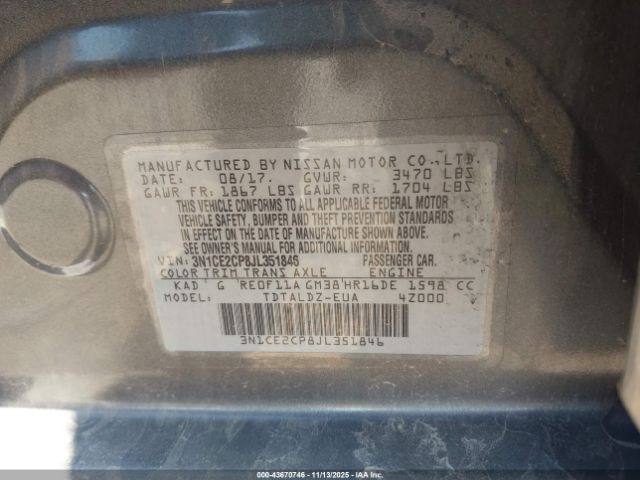 MANUFACTURED BY NISSAN MOTOR CO., LTD.
DATE: 08/17. GVWR: 3470 LBS
GAWR FR: 1867 LBS GAWR RR: 1704 LBS
THIS VEHICLE CONFORMS TO ALL APPLICABLE FEDERAL MOTOR
VEHICLE SAFETY, BUMPER AND THEFT PREVENTION STANDARDS
IN EFFECT ON THE DATE OF MANUFACTURE SHOWN ABOVE.
SEE OWNER'S MANUAL FOR ADDITIONAL INFORMATION.
VIN: 3N1CE2CP8JL351846 PASSENGER CAR.
COLOR TRIM TRANS AXLE ENGINE
KAD G RE0F11A GM38 HR16DE 1598 CC
MODEL: TDTALDZ-EUA 4Z000
3N1CE2CP8JL351846
00-43670746 · 11/13/2025 · IAAI.COM